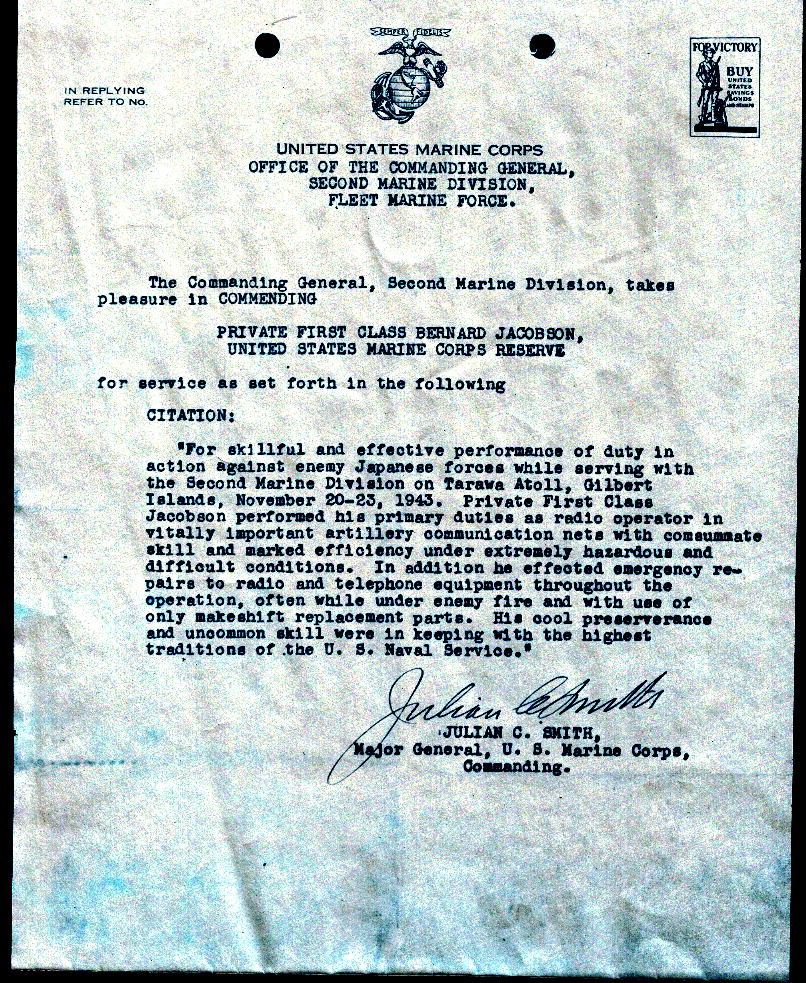 SEMPER FIDELIS
FOR VICTORY
BUY
UNITED
STATES
SAVINGS
BONDS
AND STAMPS
IN REPLYING
REFER TO NO.
UNITED STATES MARINE CORPS
OFFICE OF THE COMMANDING GENERAL,
SECOND MARINE DIVISION,
FLEET MARINE FORCE.
The Commanding General, Second Marine Division, takes
pleasure in COMMENDING
PRIVATE FIRST CLASS BERNARD JACOBSON,
UNITED STATES MARINE CORPS RESERVE
for service as set forth in the following
CITATION:
"For skillful and effective performance of duty in
action against enemy Japanese forces while serving with
the Second Marine Division on Tarawa Atoll, Gilbert
Islands, November 20-23, 1943. Private First Class
Jacobson performed his primary duties as radio operator in
vitally important artillery communication nets with comsummate
skill and marked efficiency under extremely hazardous and
difficult conditions. In addition he effected emergency re-
pairs to radio and telephone equipment throughout the
operation, often while under enemy fire and with use of
only makeshift replacement parts. His cool preserverance
and uncommon skill were in keeping with the highest
traditions of the U. S. Naval Service."
Julian C Smith
JULIAN C. SMITH,
Major General, U. S. Marine Corps,
Commanding.